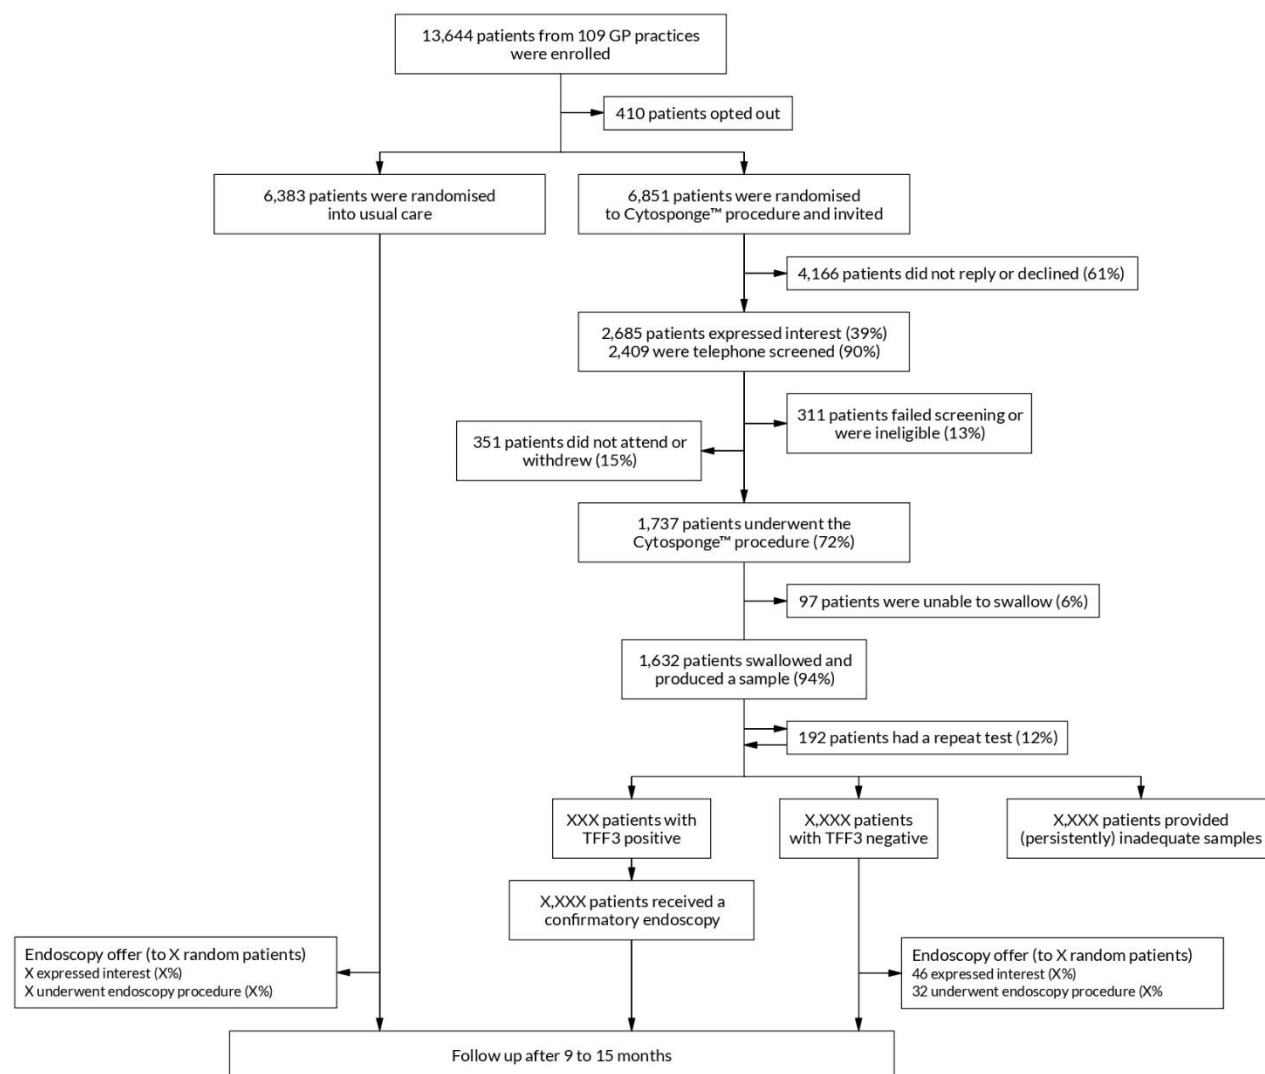 13,644 patients from 109 GP practices
were enrolled
410 patients opted out
6,383 patients were randomised
into usual care
6,851 patients were randomised
to Cytosponge™ procedure and invited
4,166 patients did not reply or declined (61%)
2,685 patients expressed interest (39%)
2,409 were telephone screened (90%)
311 patients failed screening or
were ineligible (13%)
351 patients did not attend or
withdrew (15%)
1,737 patients underwent the
Cytosponge™ procedure (72%)
97 patients were unable to swallow (6%)
1,632 patients swallowed and
produced a sample (94%)
192 patients had a repeat test (12%)
XXX patients with
TFF3 positive
X,XXX patients
with TFF3 negative
X,XXX patients provided
(persistently) inadequate samples
X,XXX patients received a
confirmatory endoscopy
Endoscopy offer (to X random patients)
X expressed interest (X%)
X underwent endoscopy procedure (X%)
Endoscopy offer (to X random patients)
46 expressed interest (X%)
32 underwent endoscopy procedure (X%
Follow up after 9 to 15 months